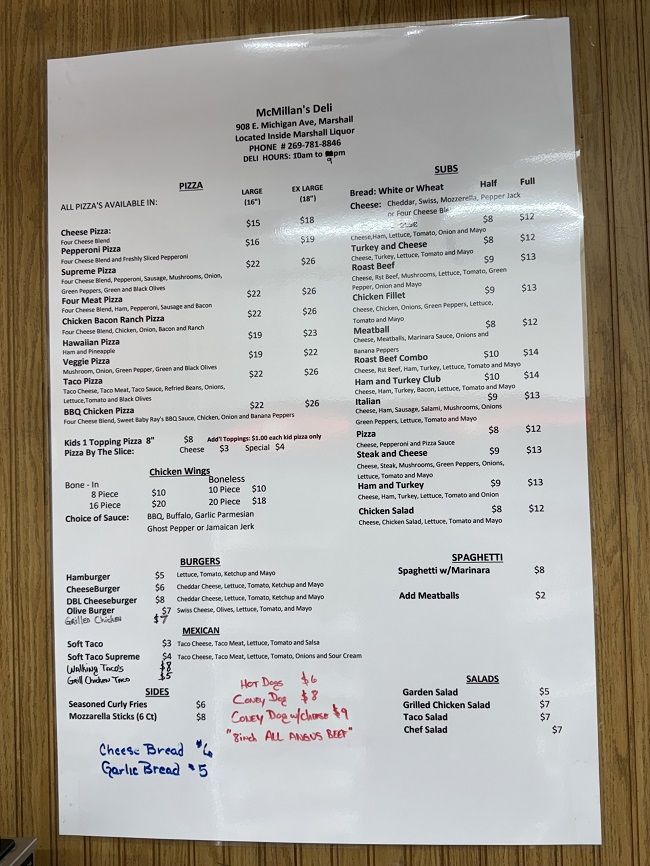 McMillan's Deli
908 E. Michigan Ave, Marshall
Located Inside Marshall Liquor
PHONE # 269-781-8846
DELI HOURS: 10am to 9pm
PIZZA
ALL PIZZA'S AVAILABLE IN: LARGE EX LARGE
(16") (18")
Cheese Pizza: $15 $18
Four Cheese Blend
Pepperoni Pizza $16 $19
Four Cheese Blend and Freshly Sliced Pepperoni
Supreme Pizza $22 $26
Four Cheese Blend, Pepperoni, Sausage, Mushrooms, Onion,
Green Peppers, Green and Black Olives
Four Meat Pizza $22 $26
Four Cheese Blend, Ham, Pepperoni, Sausage and Bacon
Chicken Bacon Ranch Pizza $22 $26
Four Cheese Blend, Chicken, Onion, Bacon and Ranch
Hawaiian Pizza $19 $23
Ham and Pineapple
Veggie Pizza $19 $22
Mushroom, Onion, Green Pepper, Green and Black Olives
Taco Pizza $22 $26
Taco Cheese, Taco Meat, Taco Sauce, Refried Beans, Onions,
Lettuce,Tomato and Black Olives
BBQ Chicken Pizza $22 $26
Four Cheese Blend, Sweet Baby Ray's BBQ Sauce, Chicken, Onion and Banana Peppers
Kids 1 Topping Pizza 8" $8 Add'l Toppings: $1.00 each kid pizza only
Pizza By The Slice: Cheese $3 Special $4
Chicken Wings
Bone - In Boneless
8 Piece $10 10 Piece $10
16 Piece $20 20 Piece $18
Choice of Sauce: BBQ, Buffalo, Garlic Parmesian
Ghost Pepper or Jamaican Jerk
SUBS
Bread: White or Wheat Half Full
Cheese: Cheddar, Swiss, Mozzerella, Pepper Jack
or Four Cheese
$8 $12
Cheese,Ham, Lettuce, Tomato, Onion and Mayo
Turkey and Cheese $8 $12
Cheese, Turkey, Lettuce, Tomato and Mayo
Roast Beef $9 $13
Cheese, Rst Beef, Mushrooms, Lettuce, Tomato, Green
Pepper, Onion and Mayo
Chicken Fillet $9 $13
Cheese, Chicken, Onions, Green Peppers, Lettuce,
Tomato and Mayo
Meatball $8 $12
Cheese, Meatballs, Marinara Sauce, Onions and
Banana Peppers
Roast Beef Combo $10 $14
Cheese, Rst Beef, Ham, Turkey, Lettuce, Tomato and Mayo
Ham and Turkey Club $10 $14
Cheese, Ham, Turkey, Bacon, Lettuce, Tomato and Mayo
Italian $9 $13
Cheese, Ham, Sausage, Salami, Mushrooms, Onions
Green Peppers, Lettuce, Tomato and Mayo
Pizza $8 $12
Cheese, Pepperoni and Pizza Sauce
Steak and Cheese $9 $13
Cheese, Steak, Mushrooms, Green Peppers, Onions,
Lettuce, Tomato and Mayo
Ham and Turkey $9 $13
Cheese, Ham, Turkey, Lettuce, Tomato and Onion
Chicken Salad $8 $12
Cheese, Chicken Salad, Lettuce, Tomato and Mayo
BURGERS
Hamburger $5 Lettuce, Tomato, Ketchup and Mayo
CheeseBurger $6 Cheddar Cheese, Lettuce, Tomato, Ketchup and Mayo
DBL Cheeseburger $8 Cheddar Cheese, Lettuce, Tomato, Ketchup and Mayo
Olive Burger $7 Swiss Cheese, Olives, Lettuce, Tomato, and Mayo
Grilled Chicken $7
MEXICAN
Soft Taco $3 Taco Cheese, Taco Meat, Lettuce, Tomato and Salsa
Soft Taco Supreme $4 Taco Cheese, Taco Meat, Lettuce, Tomato, Onions and Sour Cream
Walking Taco's $8
Grill Chicken Taco $5
SIDES
Seasoned Curly Fries $6
Mozzarella Sticks (6 Ct) $8
Cheese Bread $6
Garlic Bread $5
HOT DOGS $6
CONEY DOG $8
CONEY DOG w/CHEESE $9
"8inch ALL ANGUS BEEF"
SPAGHETTI
Spaghetti w/Marinara $8
Add Meatballs $2
SALADS
Garden Salad $5
Grilled Chicken Salad $7
Taco Salad $7
Chef Salad $7